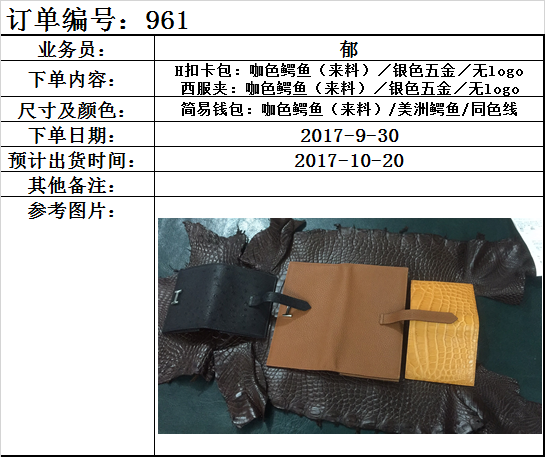 订单编号：961
业务员：
郁
下单内容：
H扣卡包：咖色鳄鱼（来料）／银色五金／无logo
西服夹：咖色鳄鱼（来料）／银色五金／无logo
尺寸及颜色：
简易钱包：咖色鳄鱼（来料）/美洲鳄鱼/同色线
下单日期：
2017-9-30
预计出货时间：
2017-10-20
其他备注：
参考图片：